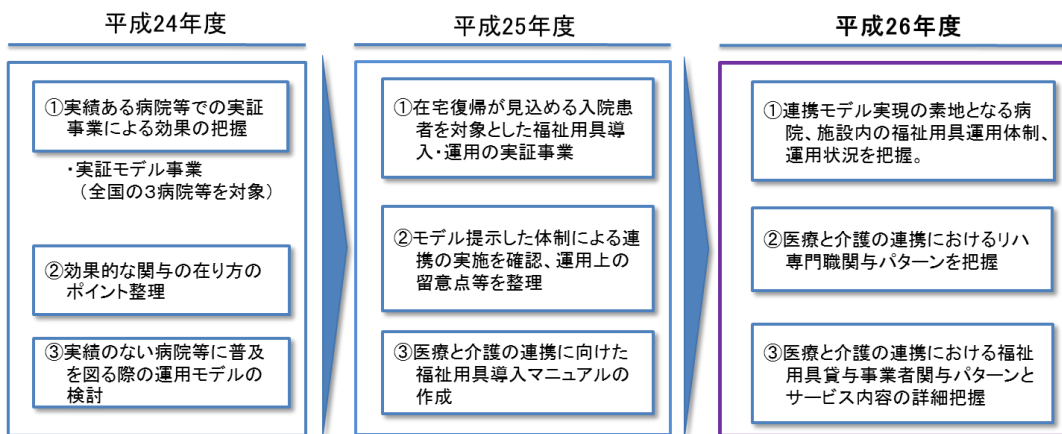 平成24年度
①実績ある病院等での実証
事業による効果の把握
・実証モデル事業
（全国の３病院等を対象）
②効果的な関与の在り方の
ポイント整理
③実績のない病院等に普及
を図る際の運用モデルの
検討
平成25年度
①在宅復帰が見込める入院患
者を対象とした福祉用具導
入・運用の実証事業
②モデル提示した体制による連
携の実施を確認、運用上の
留意点等を整理
③医療と介護の連携に向けた
福祉用具導入マニュアルの
作成
平成26年度
①連携モデル実現の素地となる病
院、施設内の福祉用具運用体制、
運用状況を把握。
②医療と介護の連携におけるリハ
専門職関与パターンを把握
③医療と介護の連携における福祉
用具貸与事業者関与パターンと
サービス内容の詳細把握